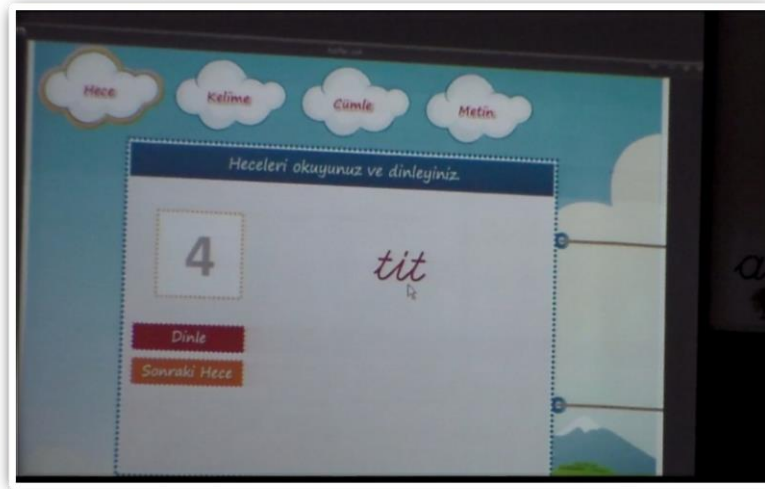 Hece
Kelime
Cümle
Metin
Heceleri okuyunuz ve dinleyiniz
4
tit
Dinle
Sonraki Hece
a